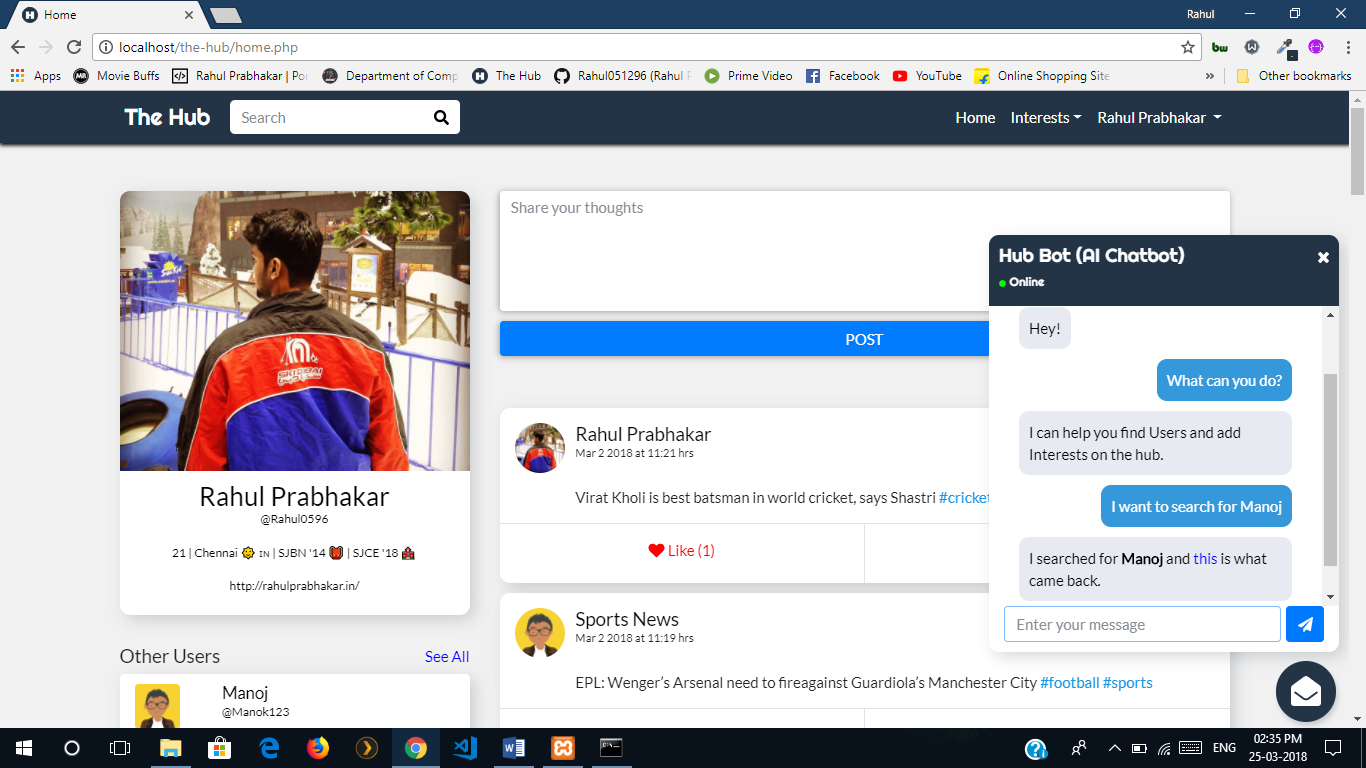 Home
Rahul
localhost/the-hub/home.php
Apps
Movie Buffs
Rahul Prabhakar | Por
Department of Comp
The Hub
Rahul051296 (Rahul P
Prime Video
Facebook
YouTube
Online Shopping Site
»
Other bookmarks
The Hub
Search
Home
Interests
Rahul Prabhakar
SKI DUBAI
Rahul Prabhakar
@Rahul0596
21 | Chennai 🌞 IN | SJBN '14 | SJCE '18
http://rahulprabhakar.in/
Other Users
See All
Manoj
@Manok123
Share your thoughts
POST
Rahul Prabhakar
Mar 2 2018 at 11:21 hrs
Virat Kholi is best batsman in world cricket, says Shastri #cricket
Like (1)
Sports News
Mar 2 2018 at 11:19 hrs
EPL: Wenger's Arsenal need to fireagainst Guardiola's Manchester City #football #sports
Hub Bot (AI Chatbot)
Online
Hey!
What can you do?
I can help you find Users and add
Interests on the hub.
I want to search for Manoj
I searched for Manoj and this is what
came back.
Enter your message
ENG
02:35 PM
25-03-2018